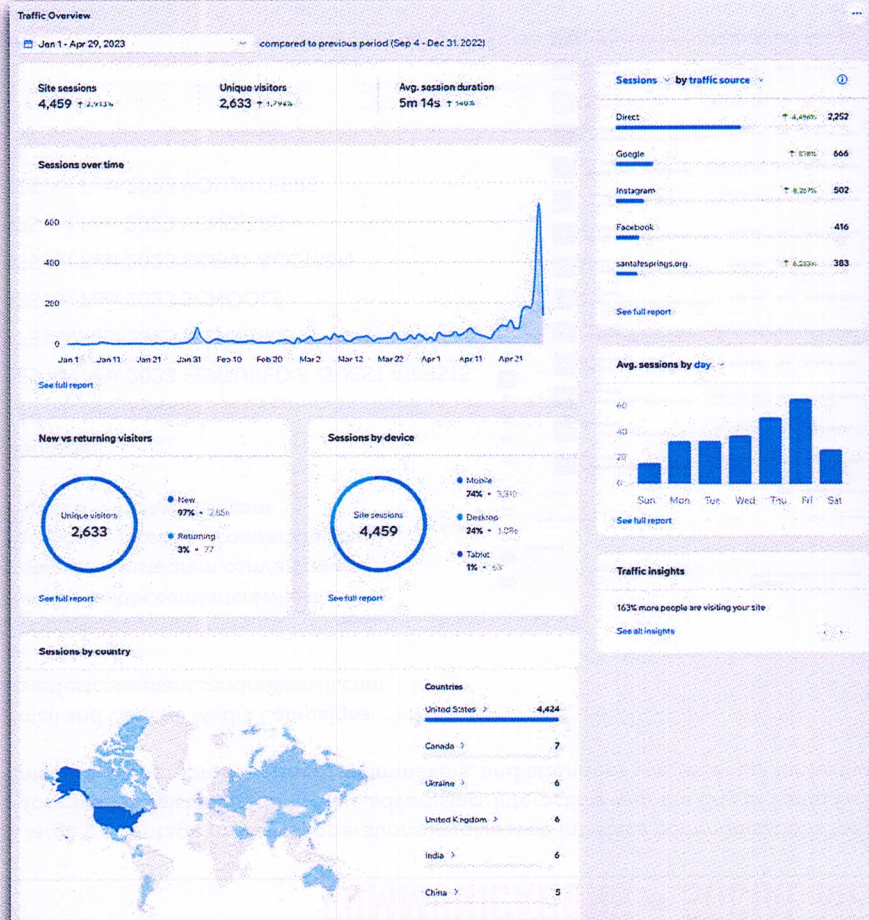 Traffic Overview
Jan 1 - Apr 29, 2023 compared to previous period (Sep 4 - Dec 31, 2022)
Site sessions
4,459 ↑
Unique visitors
2,633 ↑
Avg. session duration
5m 14s ↑
Sessions over time
600
400
200
0
Jan 1 Jan 11 Jan 21 Jan 31 Feb 10 Feb 20 Mar 2 Mar 12 Mar 22 Apr 1 Apr 11 Apr 21
See full report
New vs returning visitors
Unique visitors
2,633
New
97% •
Returning
3% • 77
See full report
Sessions by device
Site sessions
4,459
Mobile
74% •
Desktop
24% •
Tablet
1% • 63
See full report
Sessions by country
Countries
United States > 4,424
Canada > 7
Ukraine > 6
United Kingdom > 6
India > 6
China > 5
Sessions by traffic source
Direct ↑ 2,252
Google ↑ 666
Instagram ↑ 502
Facebook 416
santafesprings.org ↑ 383
See full report
Avg. sessions by day
60
40
20
0
Sun Mon Tue Wed Thu Fri Sat
See full report
Traffic insights
163% more people are visiting your site
See all insights